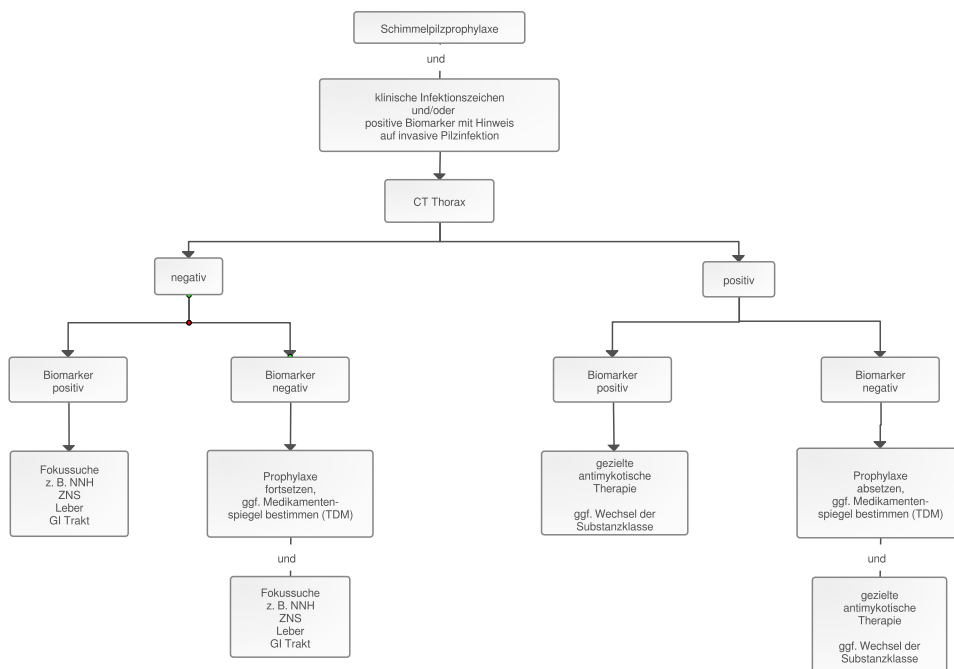 Schimmelpilzprophylaxe
und
klinische Infektionszeichen
und/oder
positive Biomarker mit Hinweis
auf invasive Pilzinfektion
CT Thorax
negativ
positiv
Biomarker
positiv
Biomarker
negativ
Biomarker
positiv
Biomarker
negativ
Fokussuche
z. B. NNH
ZNS
Leber
GI Trakt
Prophylaxe
fortsetzen,
ggf. Medikamenten-
spiegel bestimmen (TDM)
gezielte
antimykotische
Therapie
ggf. Wechsel der
Substanzklasse
Prophylaxe
absetzen,
ggf. Medikamenten-
spiegel bestimmen (TDM)
und
und
Fokussuche
z. B. NNH
ZNS
Leber
GI Trakt
gezielte
antimykotische
Therapie
ggf. Wechsel der
Substanzklasse